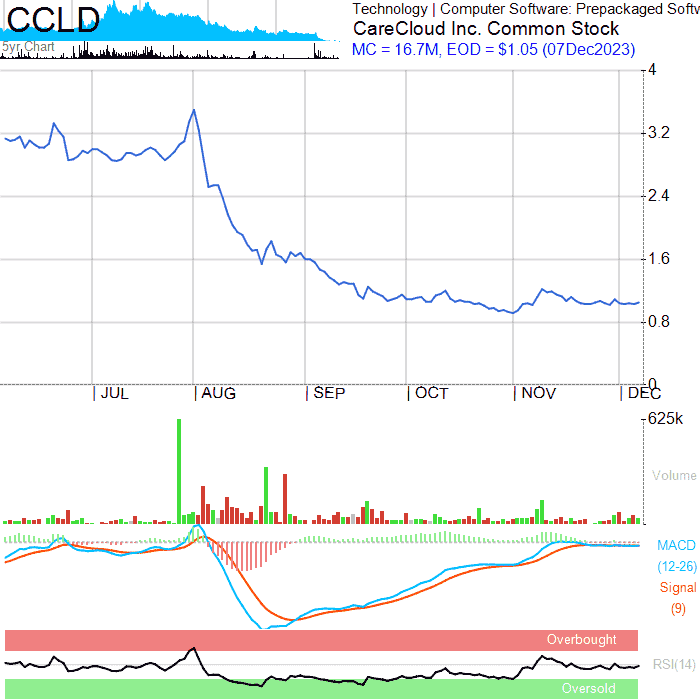 CCLD
5yr Chart
Technology | Computer Software: Prepackaged Softw
CareCloud Inc. Common Stock
MC = 16.7M, EOD = $1.05 (07Dec2023)
4
3.2
2.4
1.6
0.8
0
JUL AUG SEP OCT NOV DEC
625k
Volume
MACD
(12-26)
Signal
(9)
Overbought
RSI(14)
Oversold